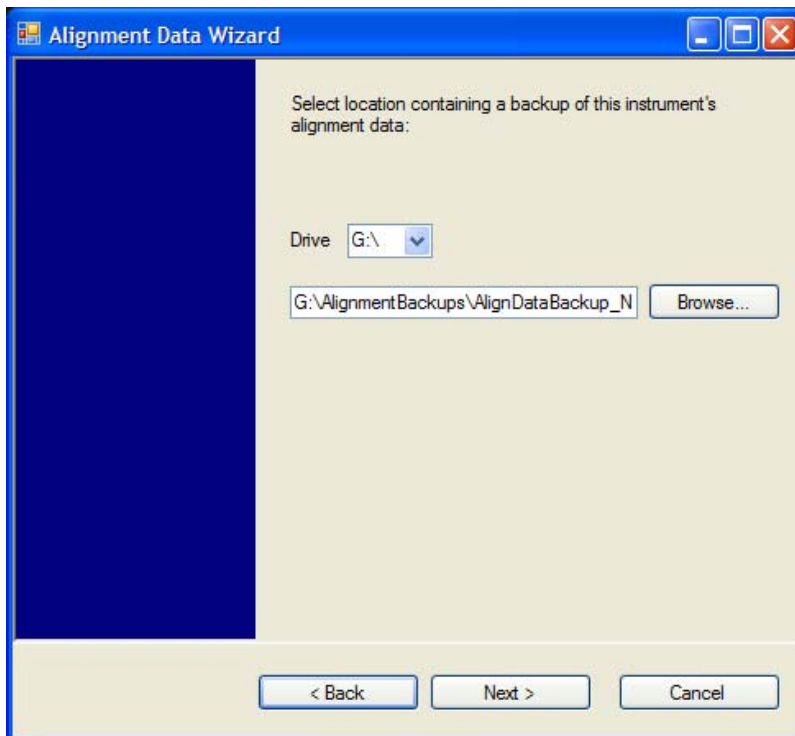 Alignment Data Wizard
Select location containing a backup of this instrument's
alignment data:
Drive G:\
G:\AlignmentBackups\AlignDataBackup_N Browse...
< Back Next > Cancel